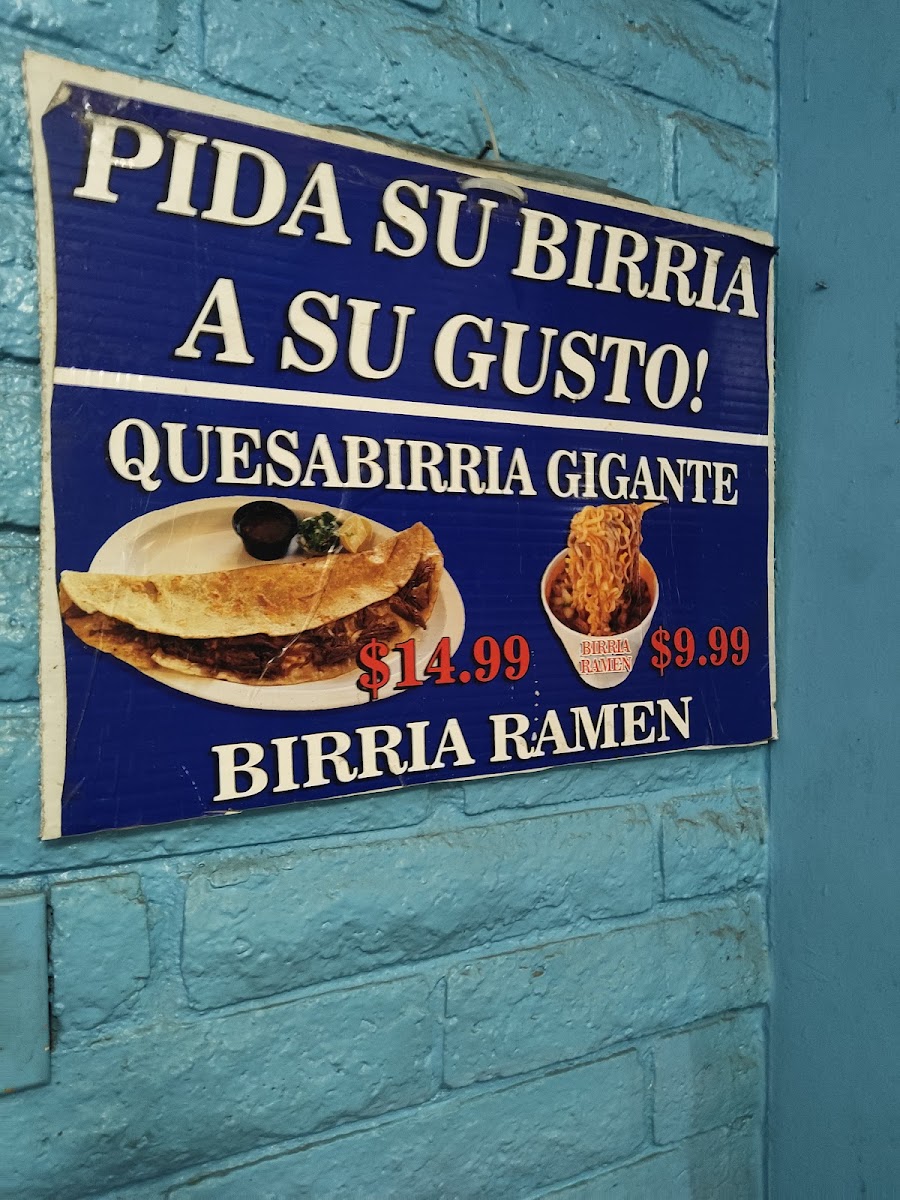 PIDA SU BIRRIA
A SU GUSTO!
QUESABIRRIA GIGANTE
$14.99
BIRRIA
RAMEN
$9.99
BIRRIA RAMEN